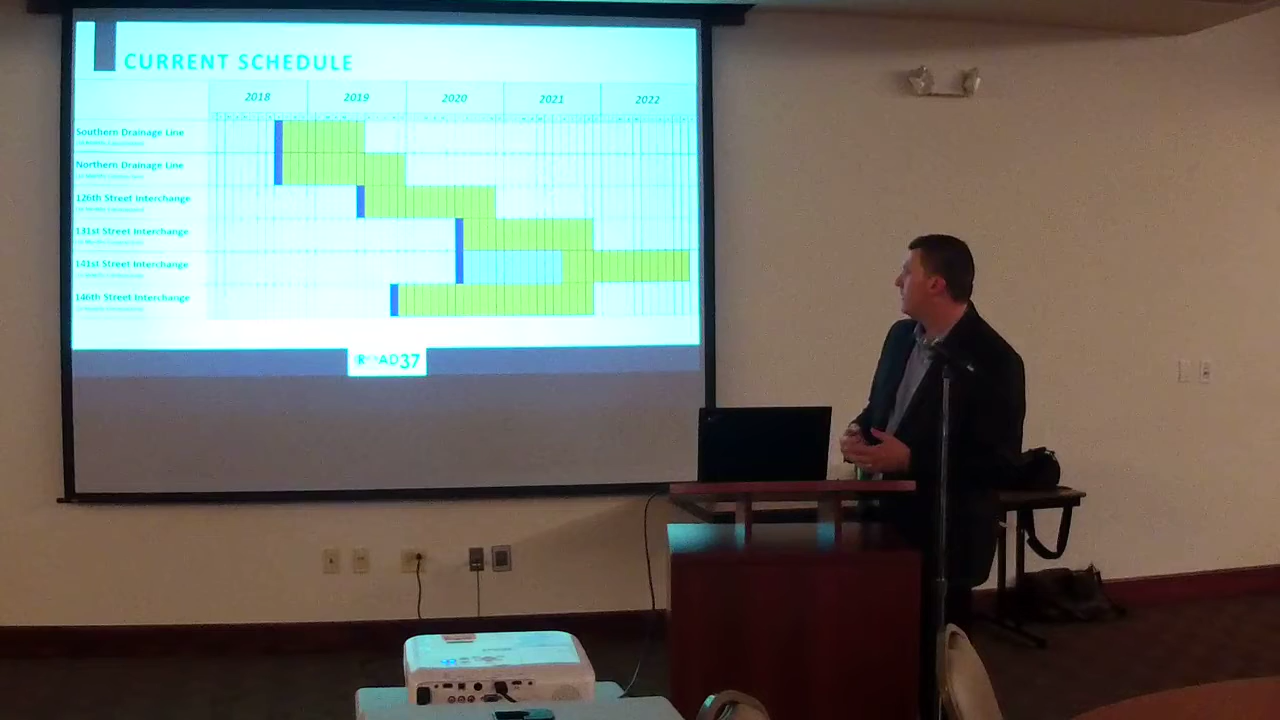 CURRENT SCHEDULE
2018 2019 2020 2021 2022
Southern Drainage Line
Northern Drainage Line
126th Street Interchange
131st Street Interchange
141st Street Interchange
146th Street Interchange
ROAD37